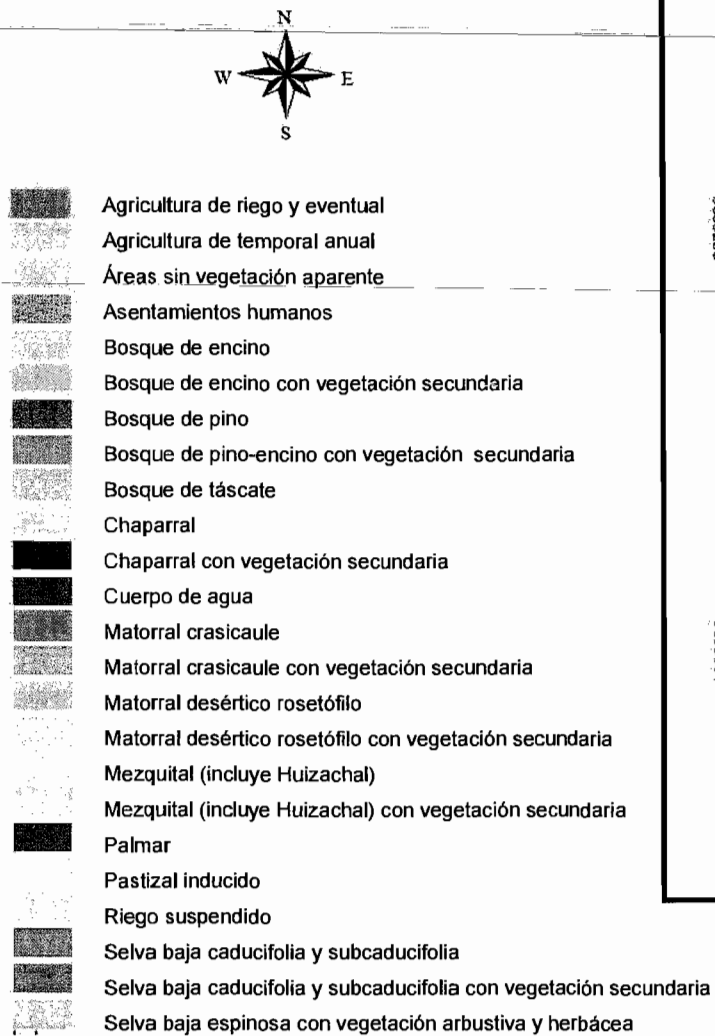 N
W E
S
Agricultura de riego y eventual
Agricultura de temporal anual
Áreas sin vegetación aparente
Asentamientos humanos
Bosque de encino
Bosque de encino con vegetación secundaria
Bosque de pino
Bosque de pino-encino con vegetación secundaria
Bosque de táscate
Chaparral
Chaparral con vegetación secundaria
Cuerpo de agua
Matorral crasicaule
Matorral crasicaule con vegetación secundaria
Matorral desértico rosetófilo
Matorral desértico rosetófilo con vegetación secundaria
Mezquital (incluye Huizachal)
Mezquital (incluye Huizachal) con vegetación secundaria
Palmar
Pastizal inducido
Riego suspendido
Selva baja caducifolia y subcaducifolia
Selva baja caducifolia y subcaducifolia con vegetación secundaria
Selva baja espinosa con vegetación arbustiva y herbácea